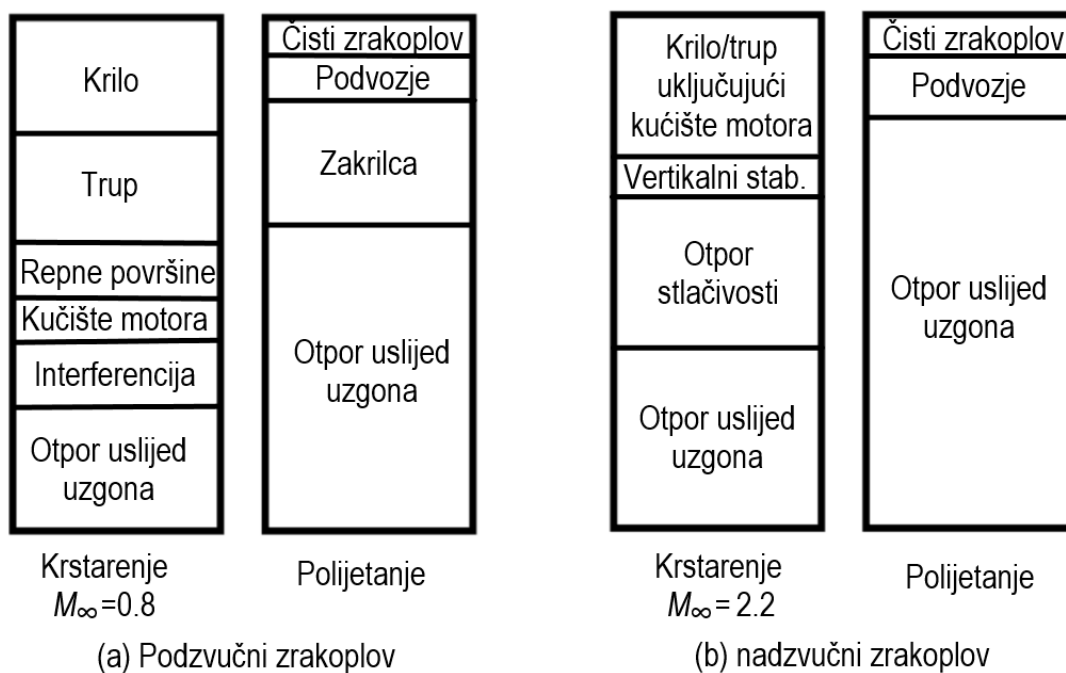 Krilo
Trup
Repne površine
Kučište motora
Interferencija
Otpor uslijed
uzgona
Krstarenje
M∞=0.8
Čisti zrakoplov
Podvozje
Zakrilca
Otpor uslijed
uzgona
Polijetanje
(a) Podzvučni zrakoplov
Krilo/trup
uključujući
kućište motora
Vertikalni stab.
Otpor
stlačivosti
Otpor uslijed
uzgona
Krstarenje
M∞=2.2
Čisti zrakoplov
Podvozje
Otpor uslijed
uzgona
Polijetanje
(b) nadzvučni zrakoplov